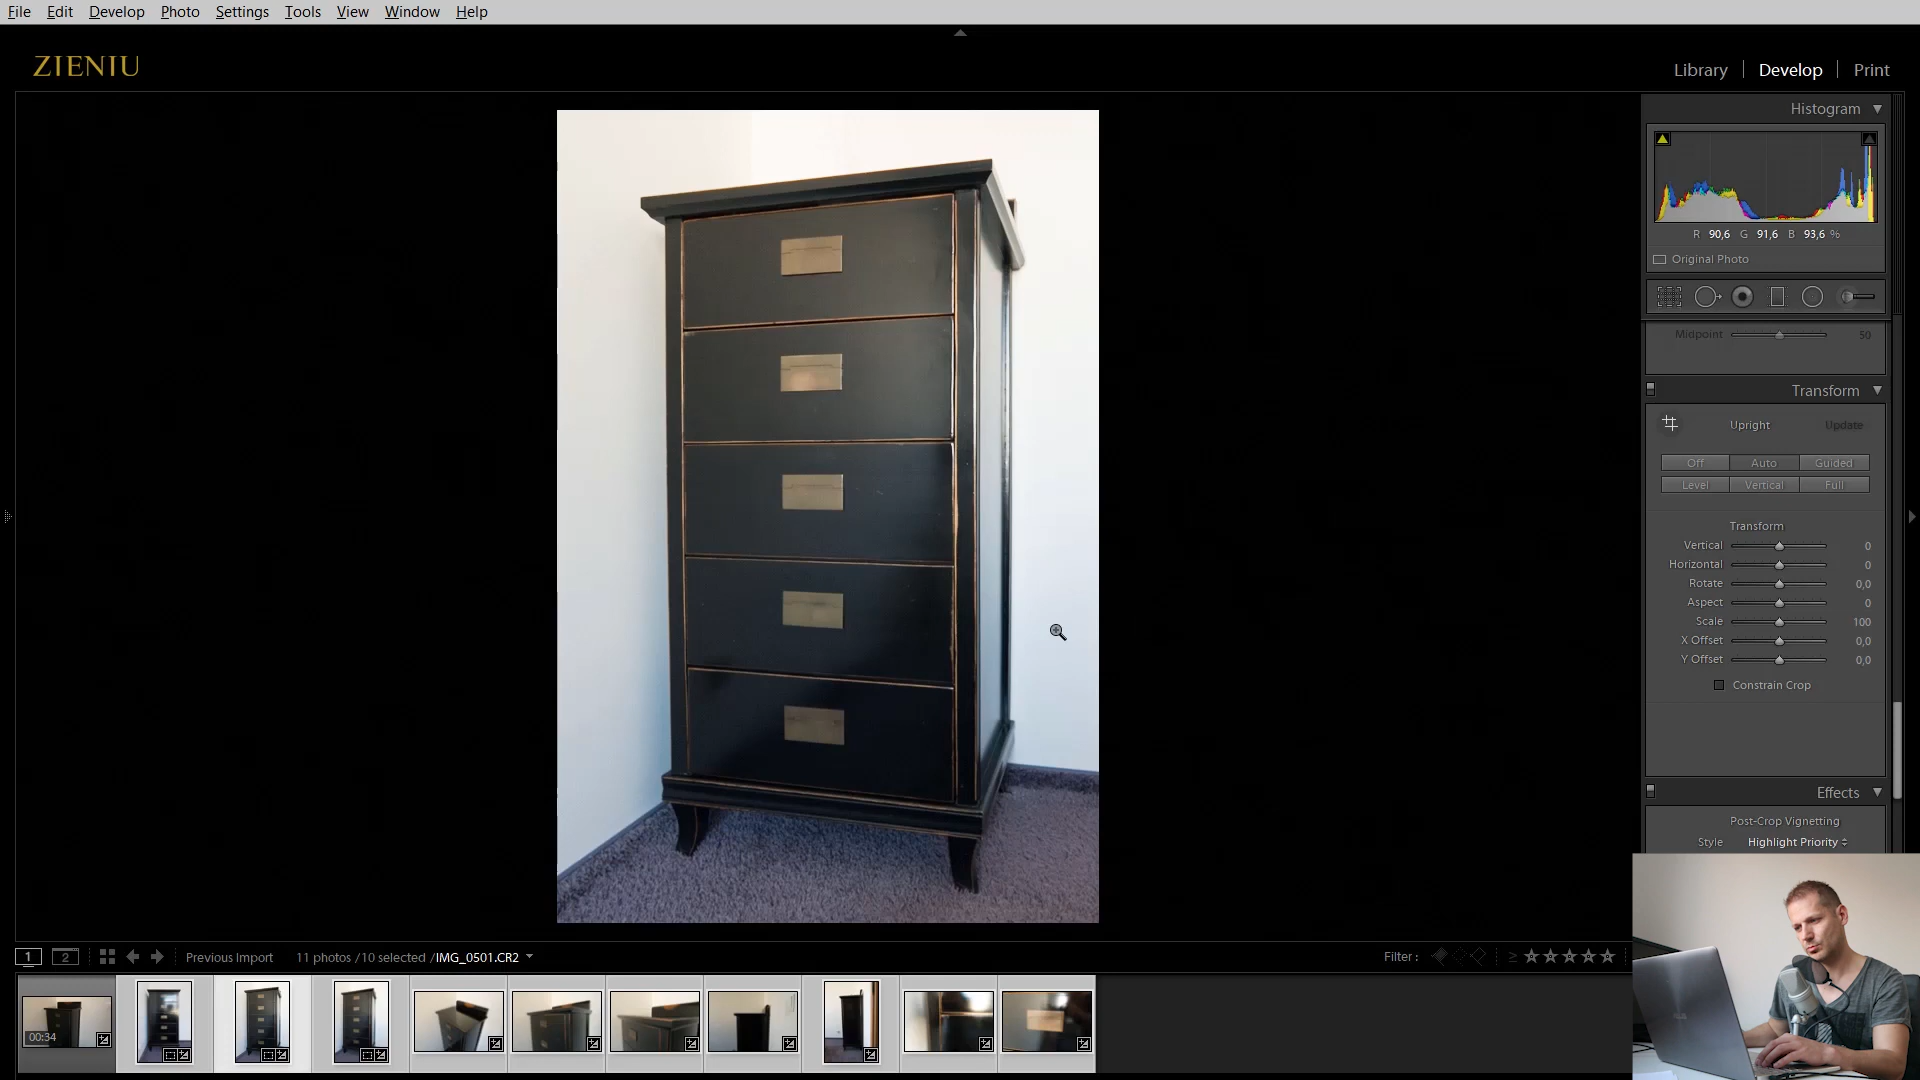 File Edit Develop Photo Settings Tools View Window Help
ZIENIU
Library Develop Print
Histogram
R 90,6 G 91,6 B 93,6 %
Original Photo
Midpoint 50
Transform
Upright Update
Off Auto Guided
Level Vertical Full
Transform
Vertical 0
Horizontal 0
Rotate 0,0
Aspect 0
Scale 100
X Offset 0,0
Y Offset 0,0
Constrain Crop
Effects
Post-Crop Vignetting
Style Highlight Priority
1 2 Previous Import 11 photos /10 selected /IMG_0501.CR2 Filter : ≥
00:34